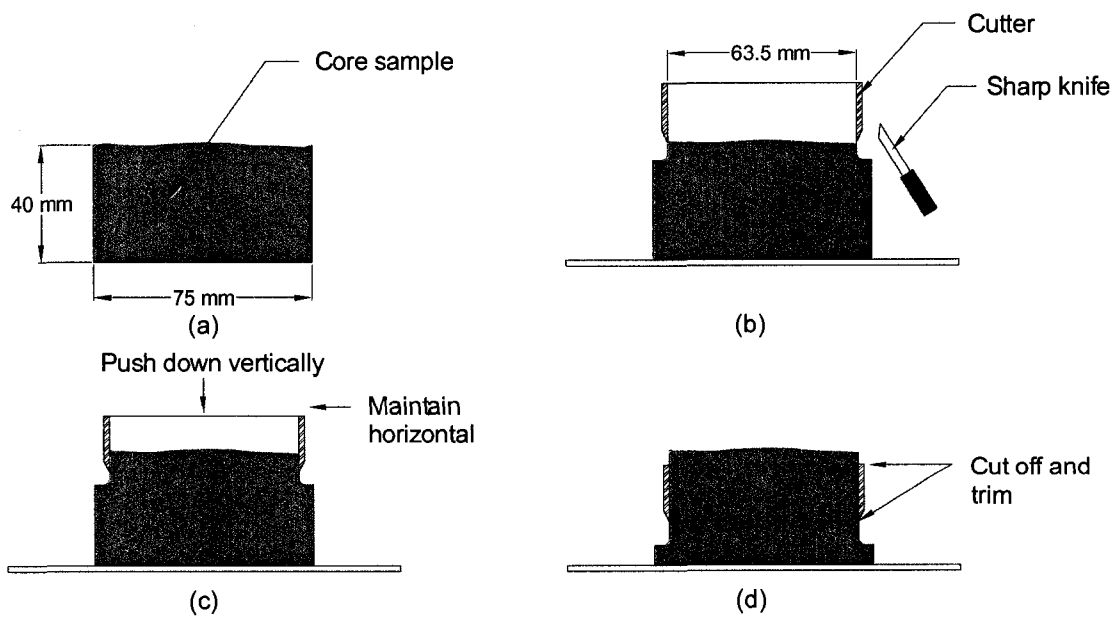 Core sample
40 mm
75 mm
(a)
63.5 mm
Cutter
Sharp knife
(b)
Push down vertically
Maintain
horizontal
(c)
Cut off and
trim
(d)